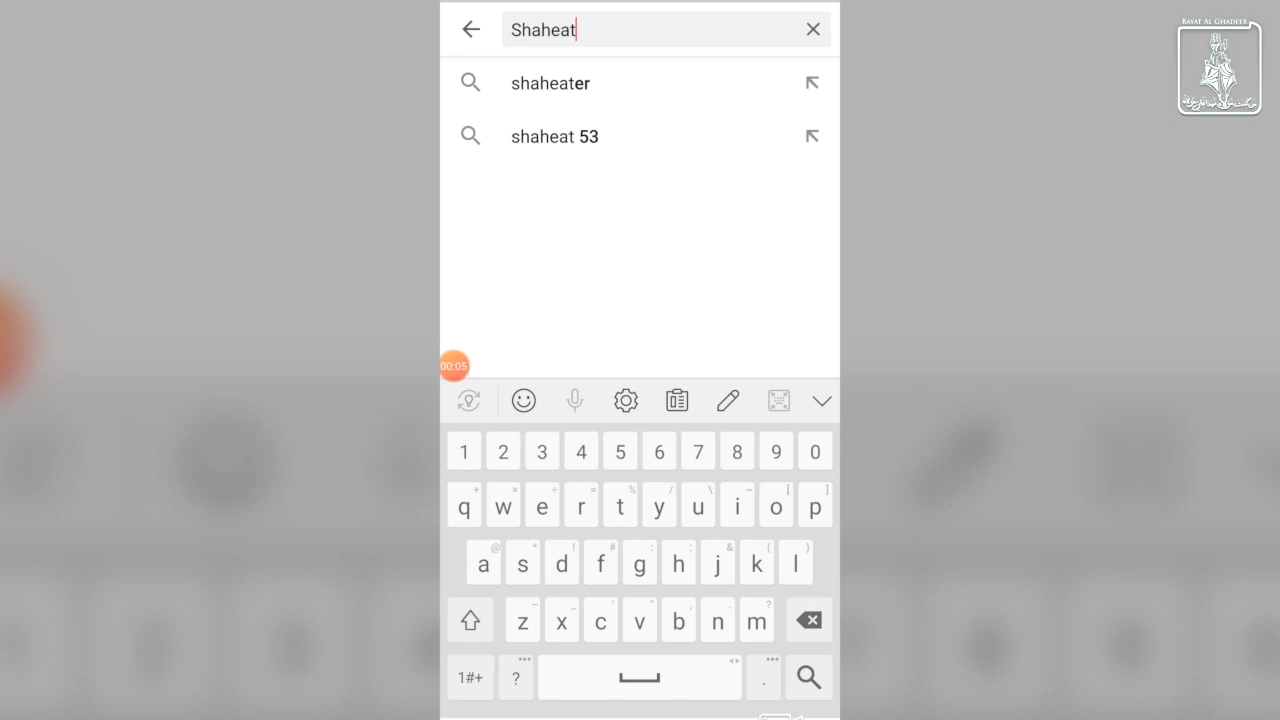 Shaheat
BAYAT AL GHADEER
shaheater
shaheat 53
00:05
1 2 3 4 5 6 7 8 9 0
+ × ÷ = % / \ ~ [ ]
q w e r t y u i o p
@ * ! # : ; & ( )
a s d f g h j k l
- _ ' " , . ?
z x c v b n m
1#+ ? .